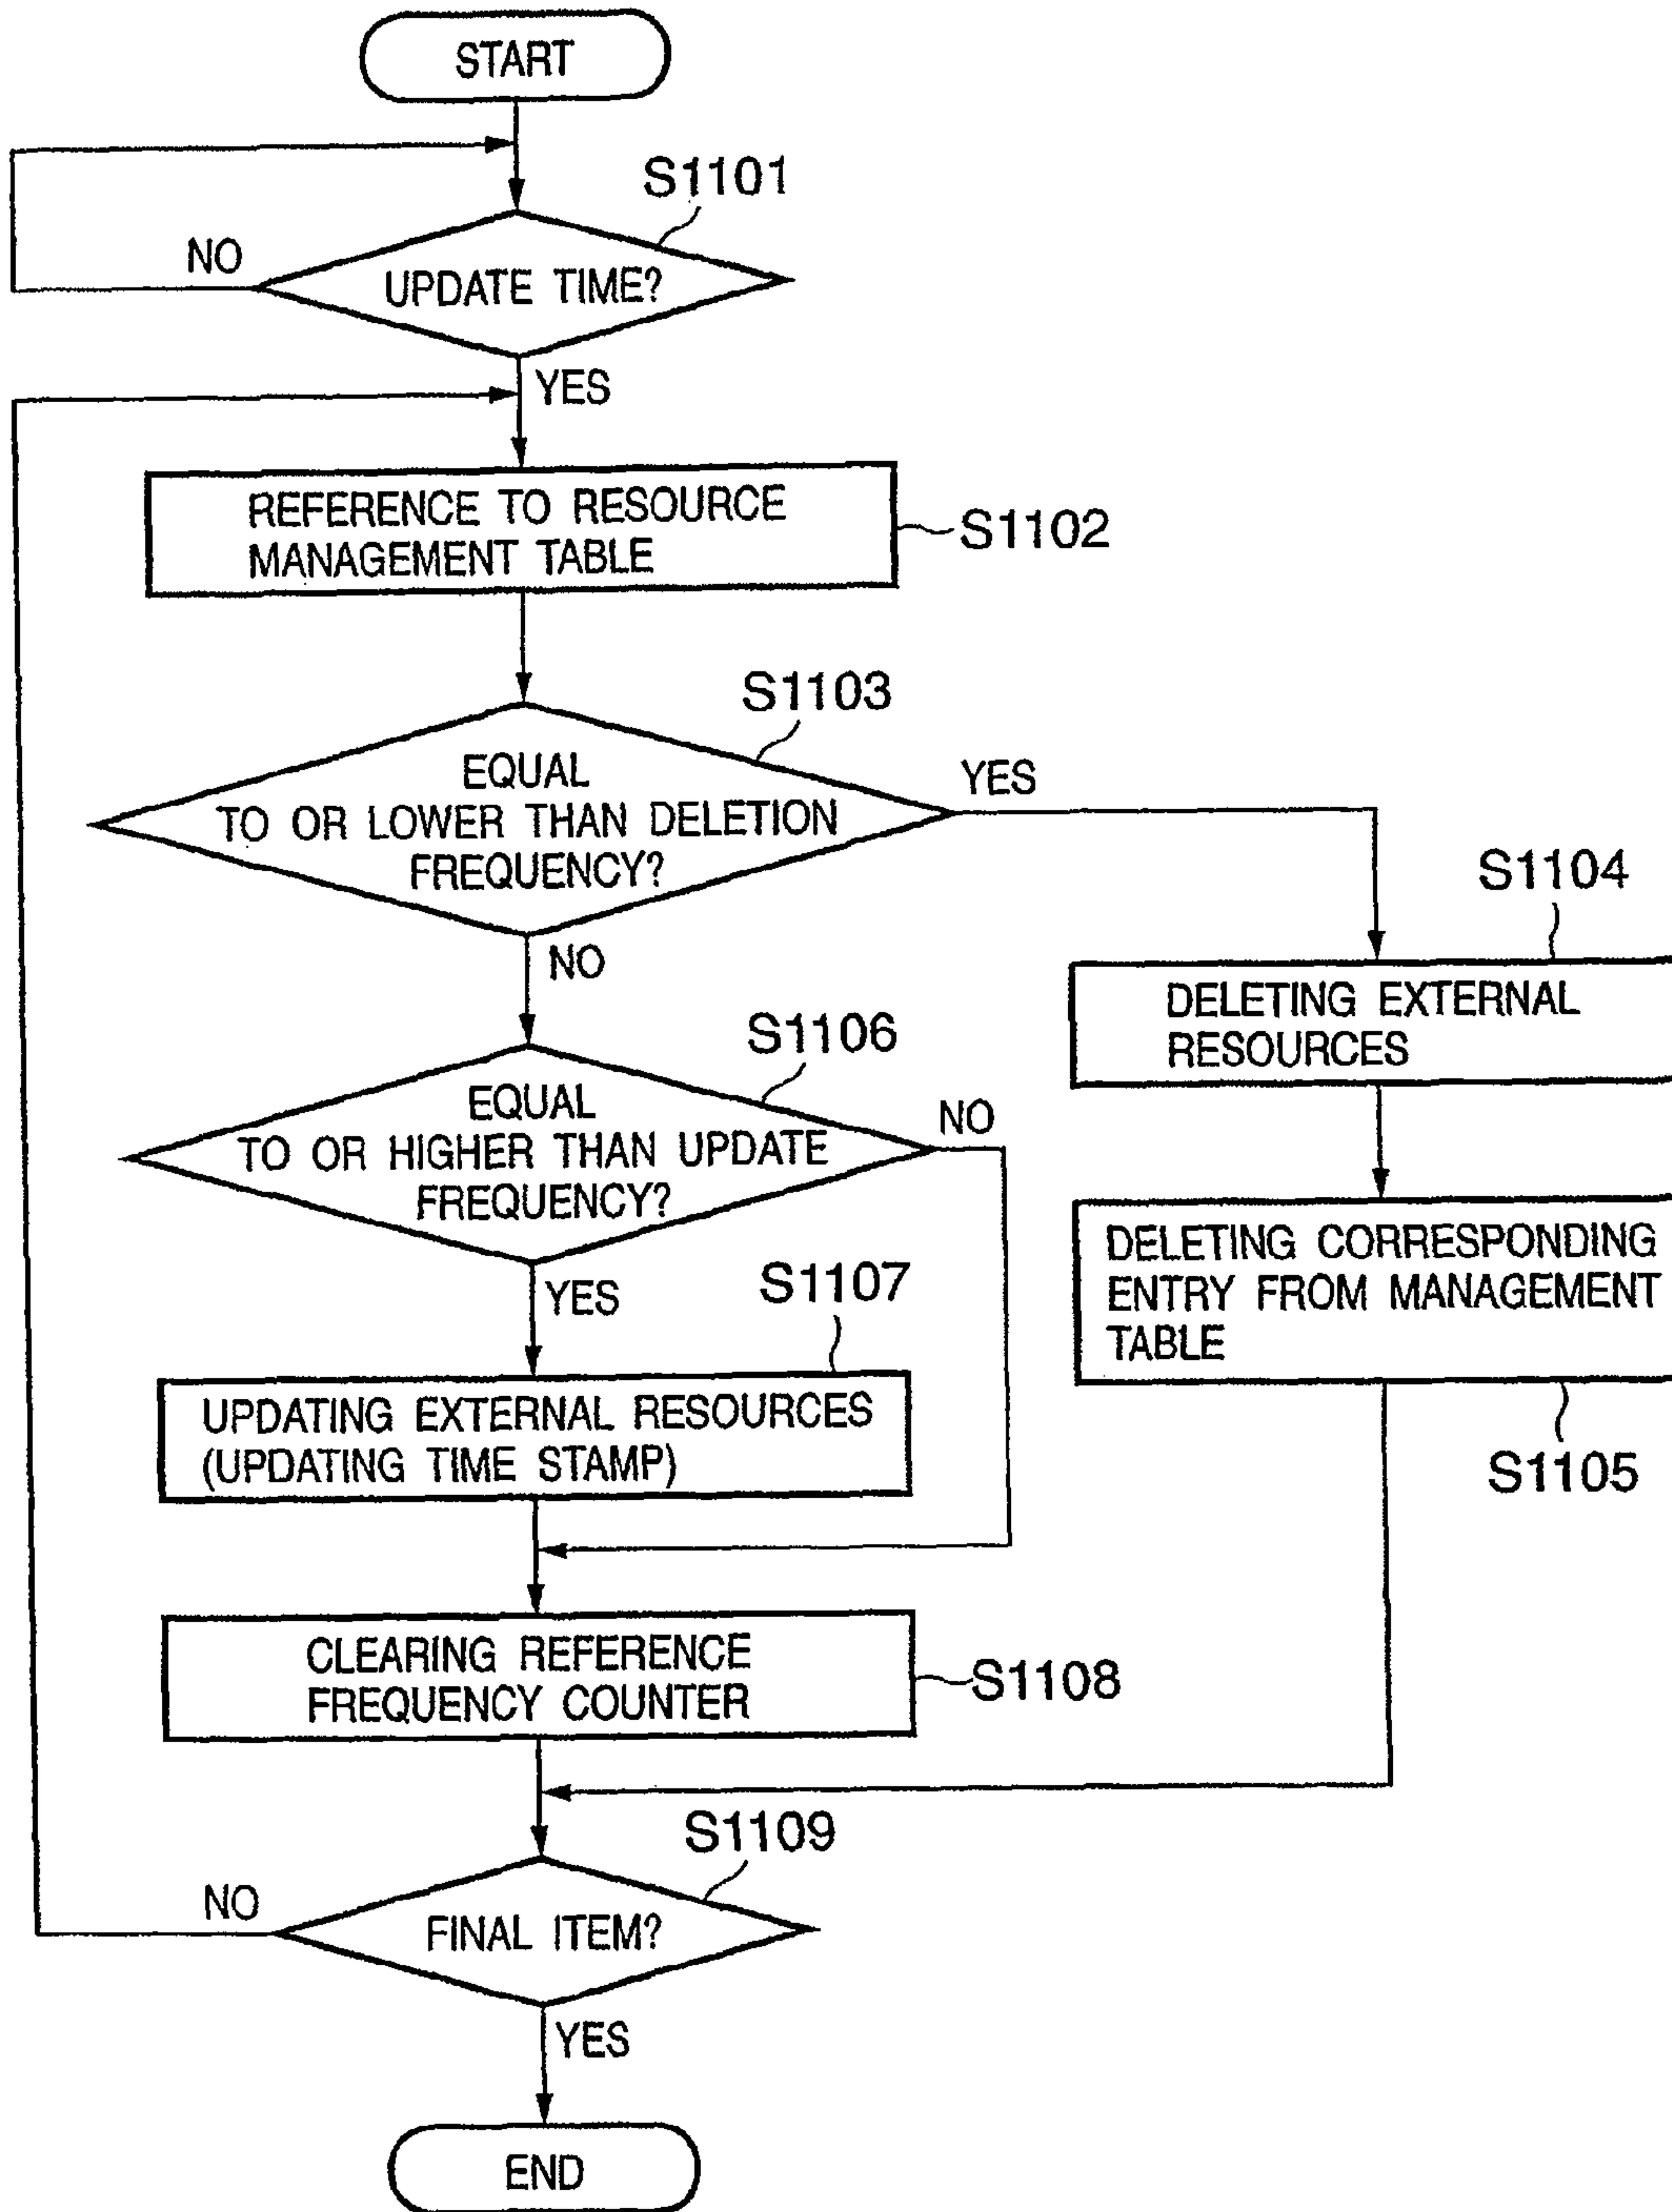 START
S1101
NO
UPDATE TIME?
YES
REFERENCE TO RESOURCE
MANAGEMENT TABLE
S1102
S1103
EQUAL
TO OR LOWER THAN DELETION
FREQUENCY?
YES
NO
S1104
DELETING EXTERNAL
RESOURCES
S1106
EQUAL
TO OR HIGHER THAN UPDATE
FREQUENCY?
NO
YES
DELETING CORRESPONDING
ENTRY FROM MANAGEMENT
TABLE
S1105
S1107
UPDATING EXTERNAL RESOURCES
(UPDATING TIME STAMP)
CLEARING REFERENCE
FREQUENCY COUNTER
S1108
S1109
NO
FINAL ITEM?
YES
END